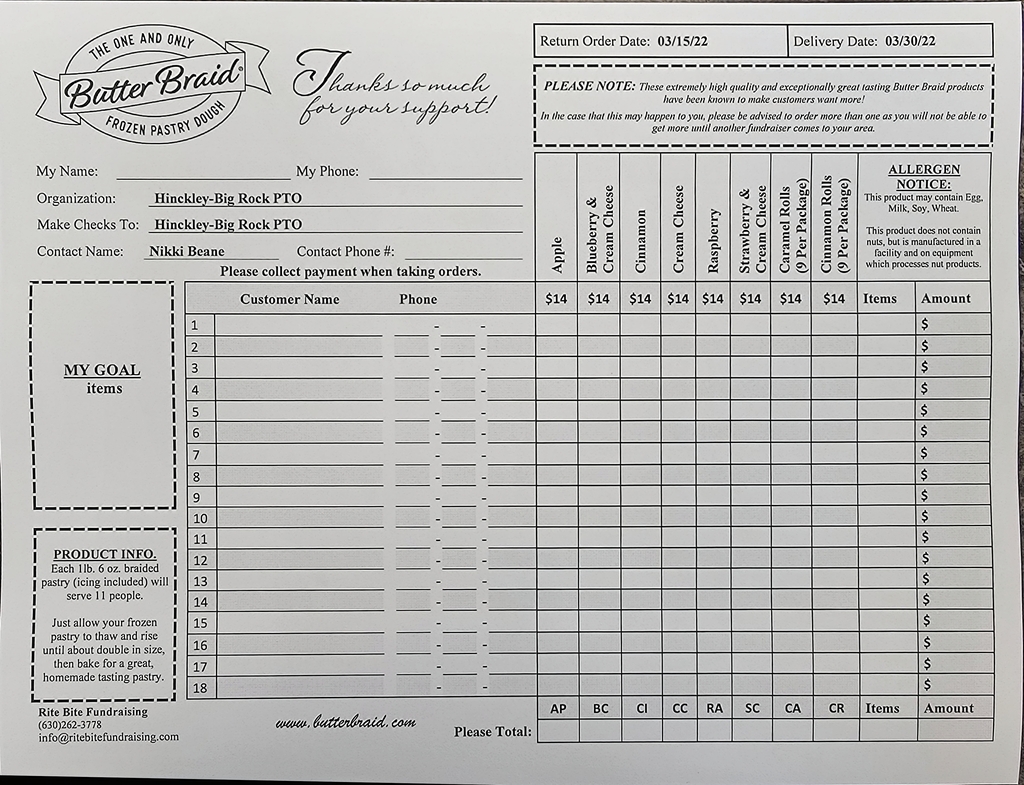 THE ONE AND ONLY
Butter Braid®
FROZEN PASTRY DOUGH
Thanks so much
for your support!
Return Order Date: 03/15/22
Delivery Date: 03/30/22
PLEASE NOTE: These extremely high quality and exceptionally great tasting Butter Braid products
have been known to make customers want more!
In the case that this may happen to you, please be advised to order more than one as you will not be able to
get more until another fundraiser comes to your area.
My Name: My Phone:
Organization: Hinckley-Big Rock PTO
Make Checks To: Hinckley-Big Rock PTO
Contact Name: Nikki Beane Contact Phone #:
Please collect payment when taking orders.
Apple
Blueberry &
Cream Cheese
Cinnamon
Cream Cheese
Raspberry
Strawberry &
Cream Cheese
Caramel Rolls
(9 Per Package)
Cinnamon Rolls
(9 Per Package)
ALLERGEN
NOTICE:
This product may contain Egg,
Milk, Soy, Wheat.
This product does not contain
nuts, but is manufactured in a
facility and on equipment
which processes nut products.
Customer Name Phone $14 $14 $14 $14 $14 $14 $14 $14 Items Amount
1 - - $
2 - - $
3 - - $
4 - - $
5 - - $
6 - - $
7 - - $
8 - - $
9 - - $
10 - - $
11 - - $
12 - - $
13 - - $
14 - - $
15 - - $
16 - - $
17 - - $
18 - - $
AP BC CI CC RA SC CA CR Items Amount
Please Total:
MY GOAL
items
PRODUCT INFO.
Each 1lb. 6 oz. braided
pastry (icing included) will
serve 11 people.
Just allow your frozen
pastry to thaw and rise
until about double in size,
then bake for a great,
homemade tasting pastry.
Rite Bite Fundraising
(630)262-3778
info@ritebitefundraising.com
www.butterbraid.com